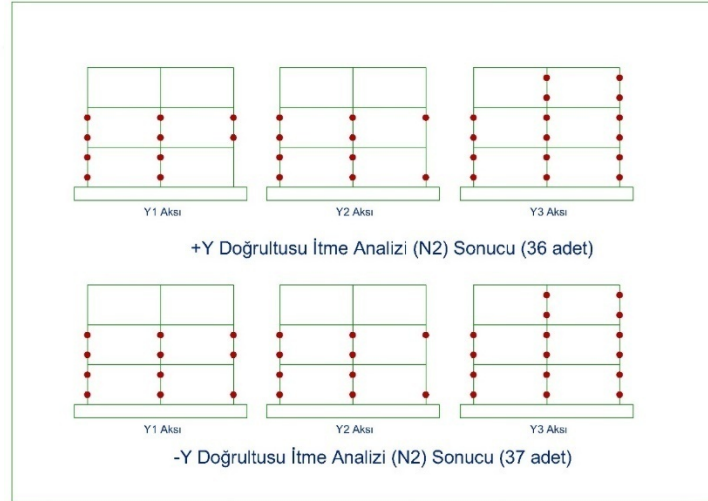 Y1 Aksı
Y2 Aksı
Y3 Aksı
+Y Doğrultusu İtme Analizi (N2) Sonucu (36 adet)
Y1 Aksı
Y2 Aksı
Y3 Aksı
-Y Doğrultusu İtme Analizi (N2) Sonucu (37 adet)